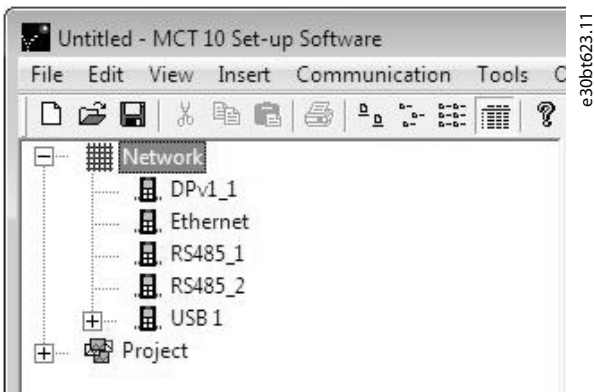 Untitled - MCT 10 Set-up Software
File Edit View Insert Communication Tools
Network
DPv1_1
Ethernet
RS485_1
RS485_2
USB 1
Project
e30bt623.11